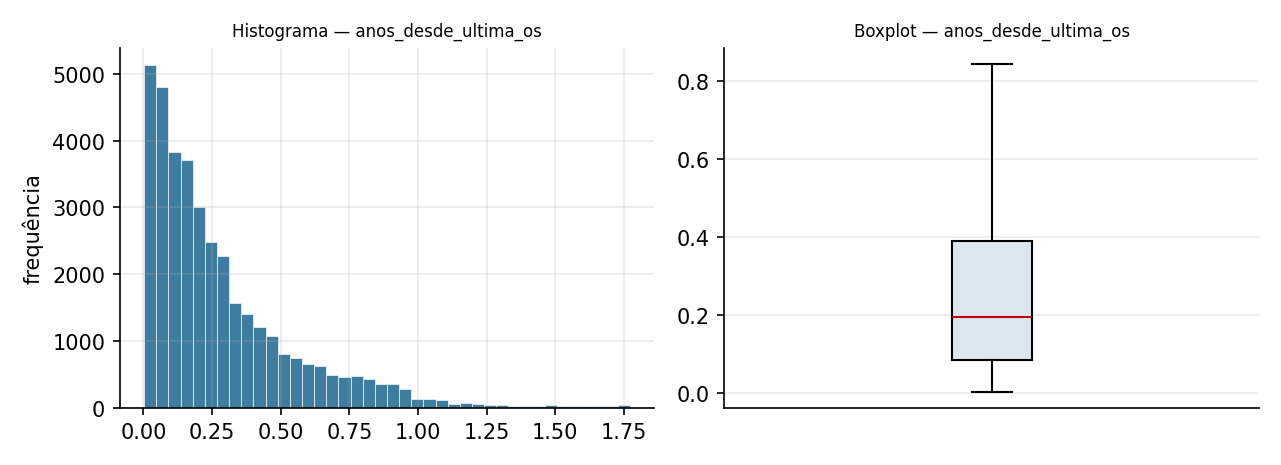 Histograma — anos_desde_ultima_os
frequência
5000
4000
3000
2000
1000
0
0.00 0.25 0.50 0.75 1.00 1.25 1.50 1.75
Boxplot — anos_desde_ultima_os
0.8
0.6
0.4
0.2
0.0